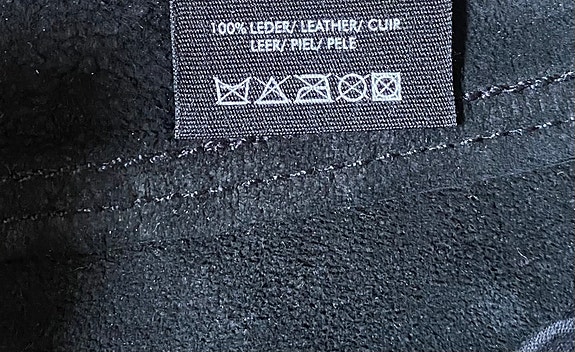 100% LEDER/ LEATHER/ CUIR
LEER/ PIEL/ PELE